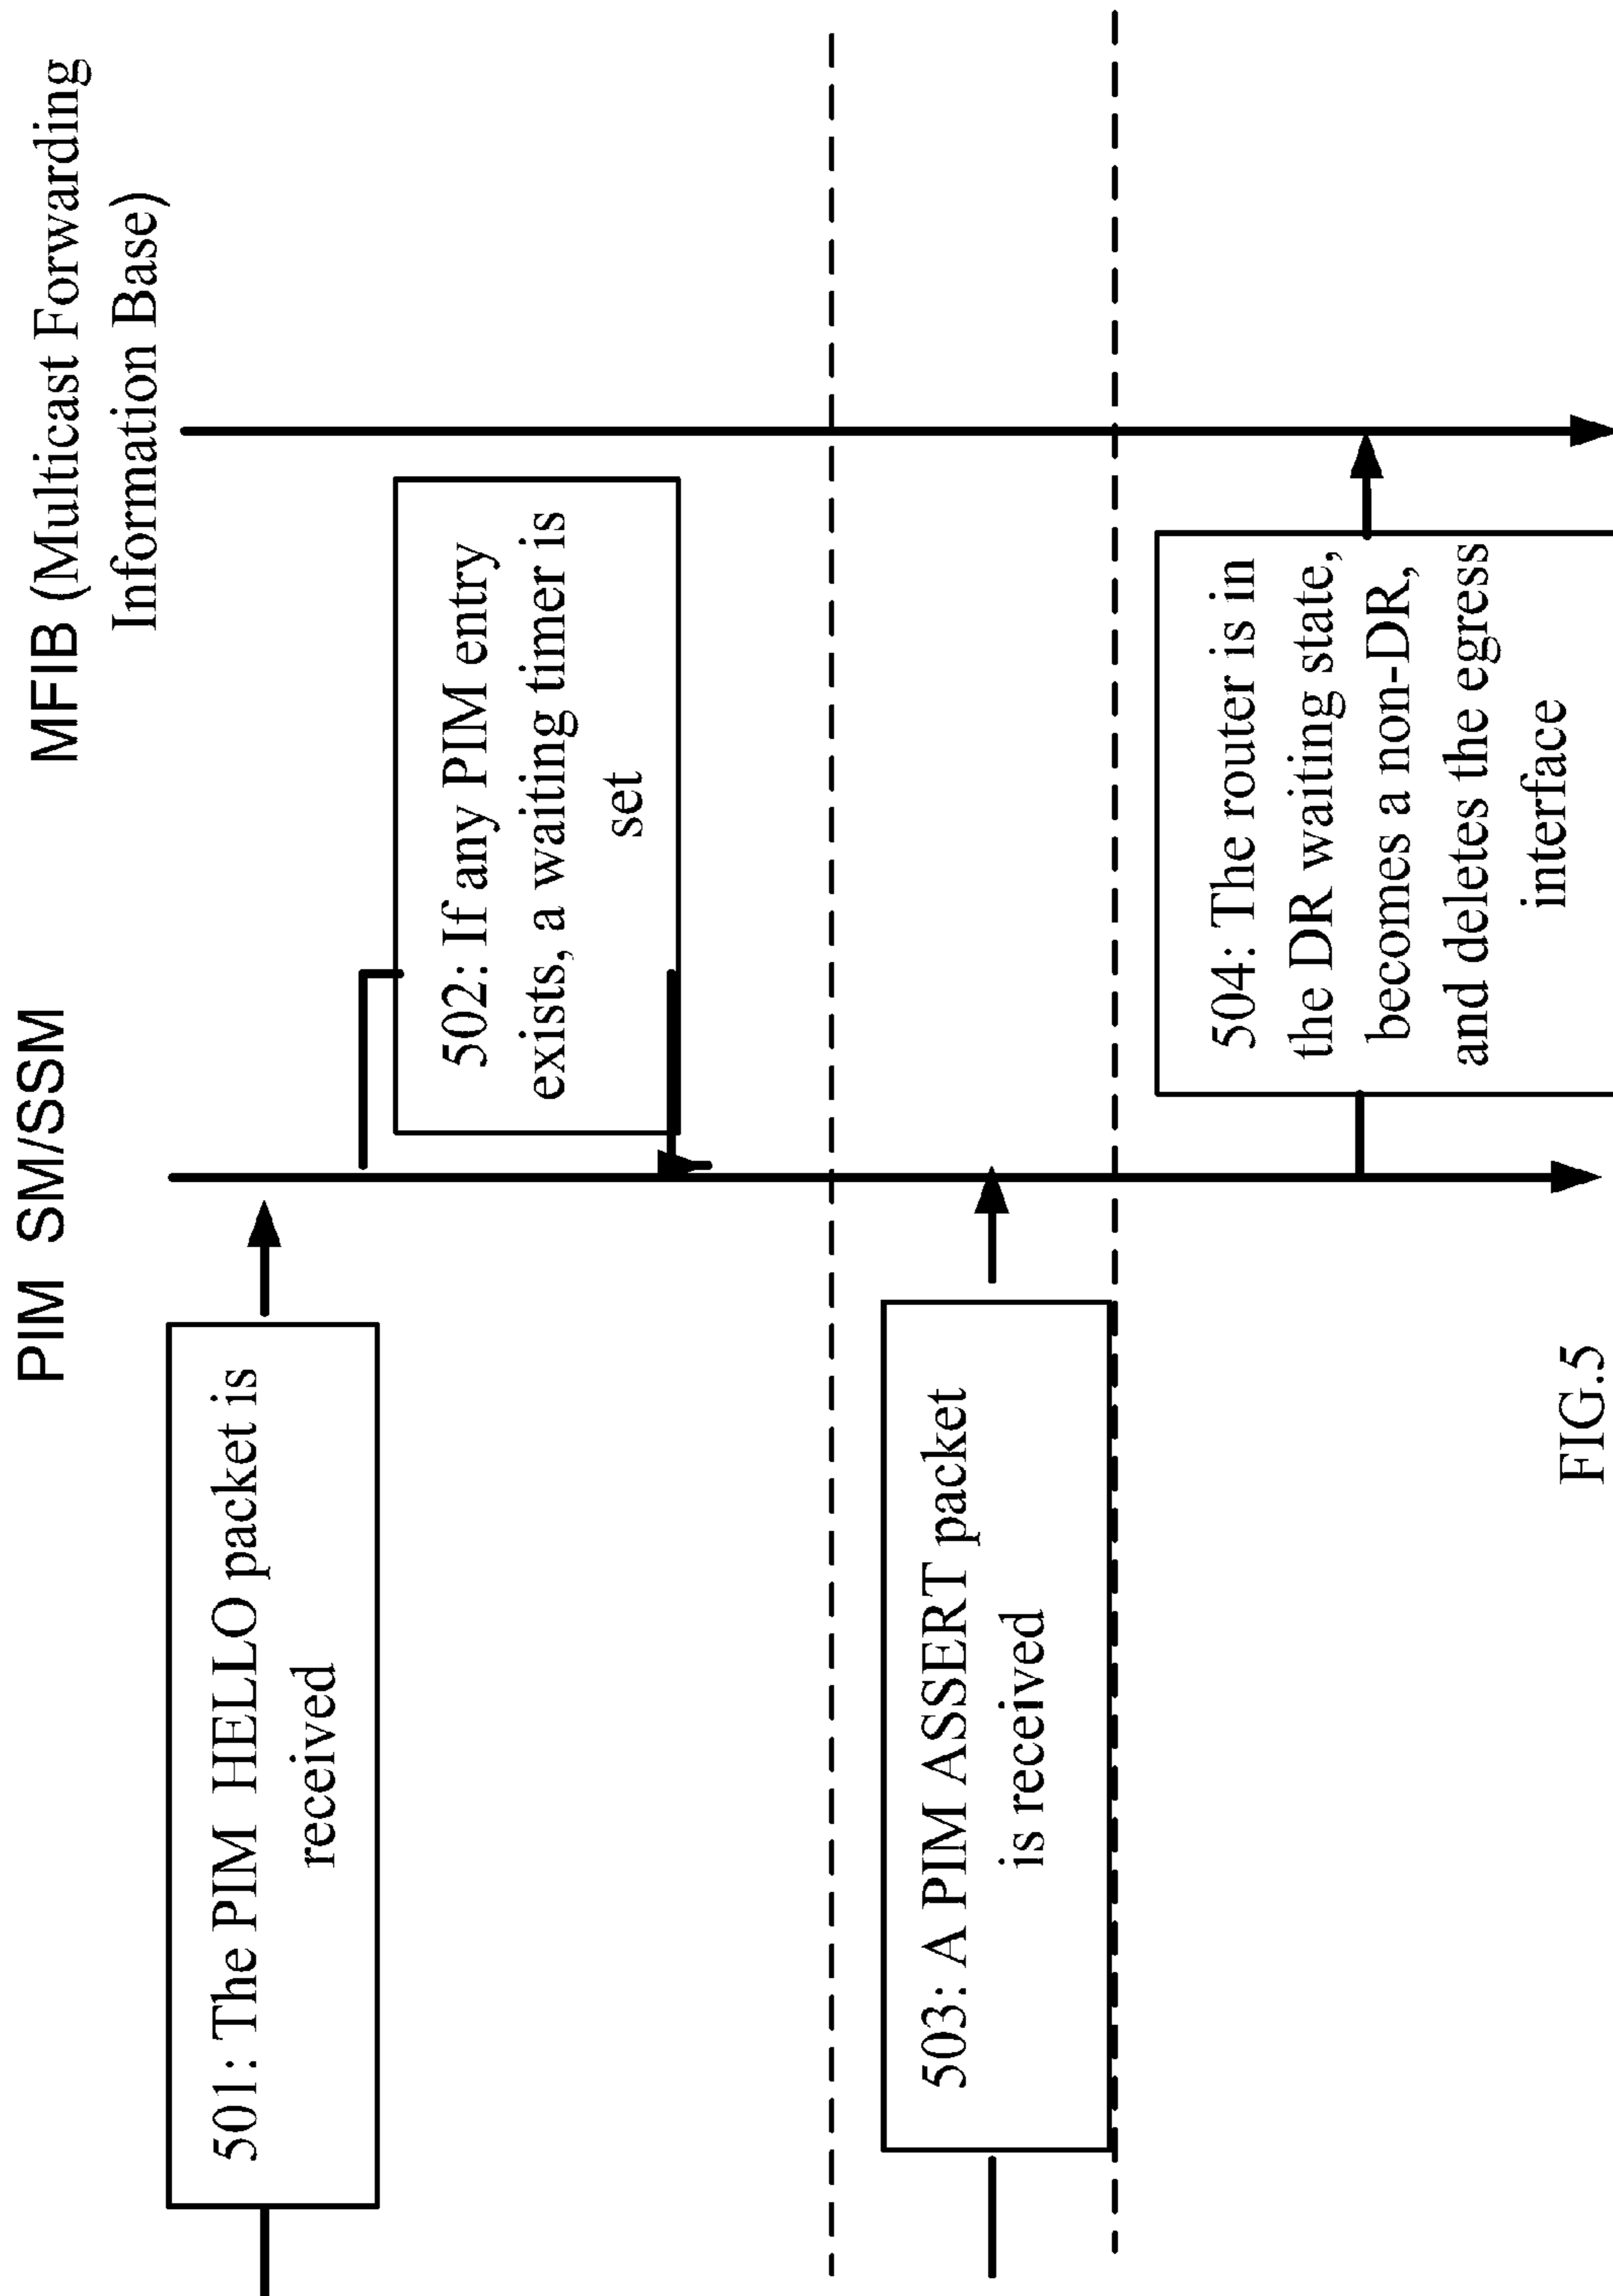 PIM SM/SSM
MFIB (Multicast Forwarding
Information Base)
501: The PIM HELLO packet is
received
502: If any PIM entry
exists, a waiting timer is
set
503: A PIM ASSERT packet
is received
504: The router is in
the DR waiting state,
becomes a non-DR,
and deletes the egress
interface
FIG.5